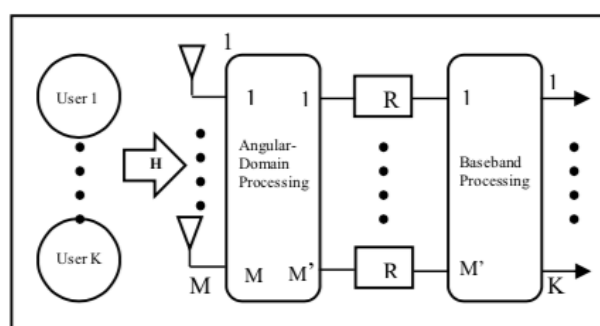 User 1
User K
H
1
M
1
1
Angular-
Domain
Processing
M
M'
R
R
1
Baseband
Processing
M'
1
K